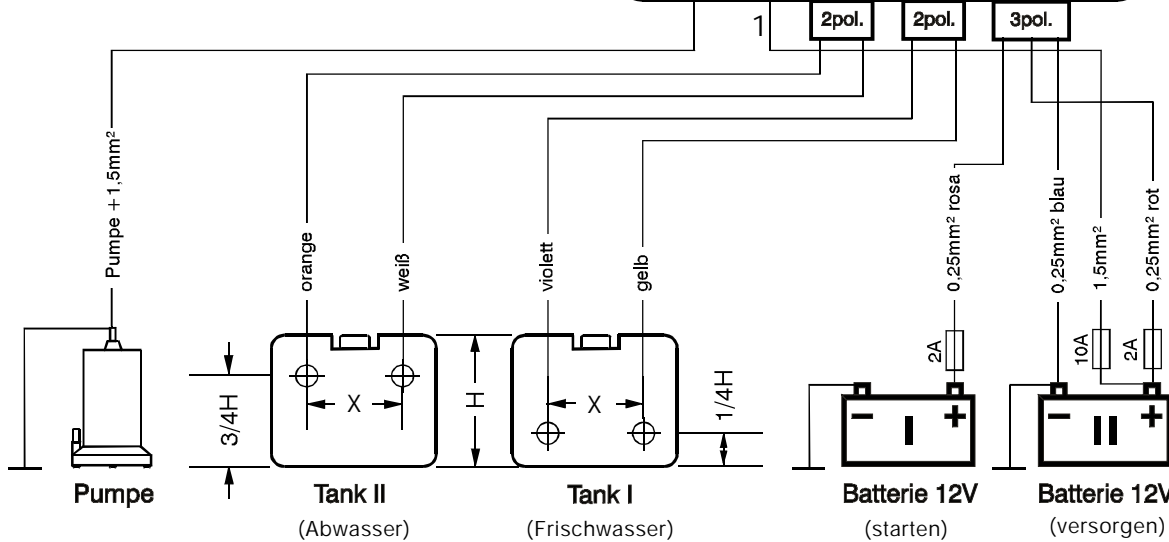 1
2pol.
2pol.
3pol.
Pumpe + 1,5mm²
orange
weiß
violett
gelb
0,25mm² rosa
0,25mm² blau
1,5mm²
0,25mm² rot
2A
10A
2A
3/4H
X
H
X
1/4H
− I +
− II +
Pumpe
Tank II
(Abwasser)
Tank I
(Frischwasser)
Batterie 12V
(starten)
Batterie 12V
(versorgen)